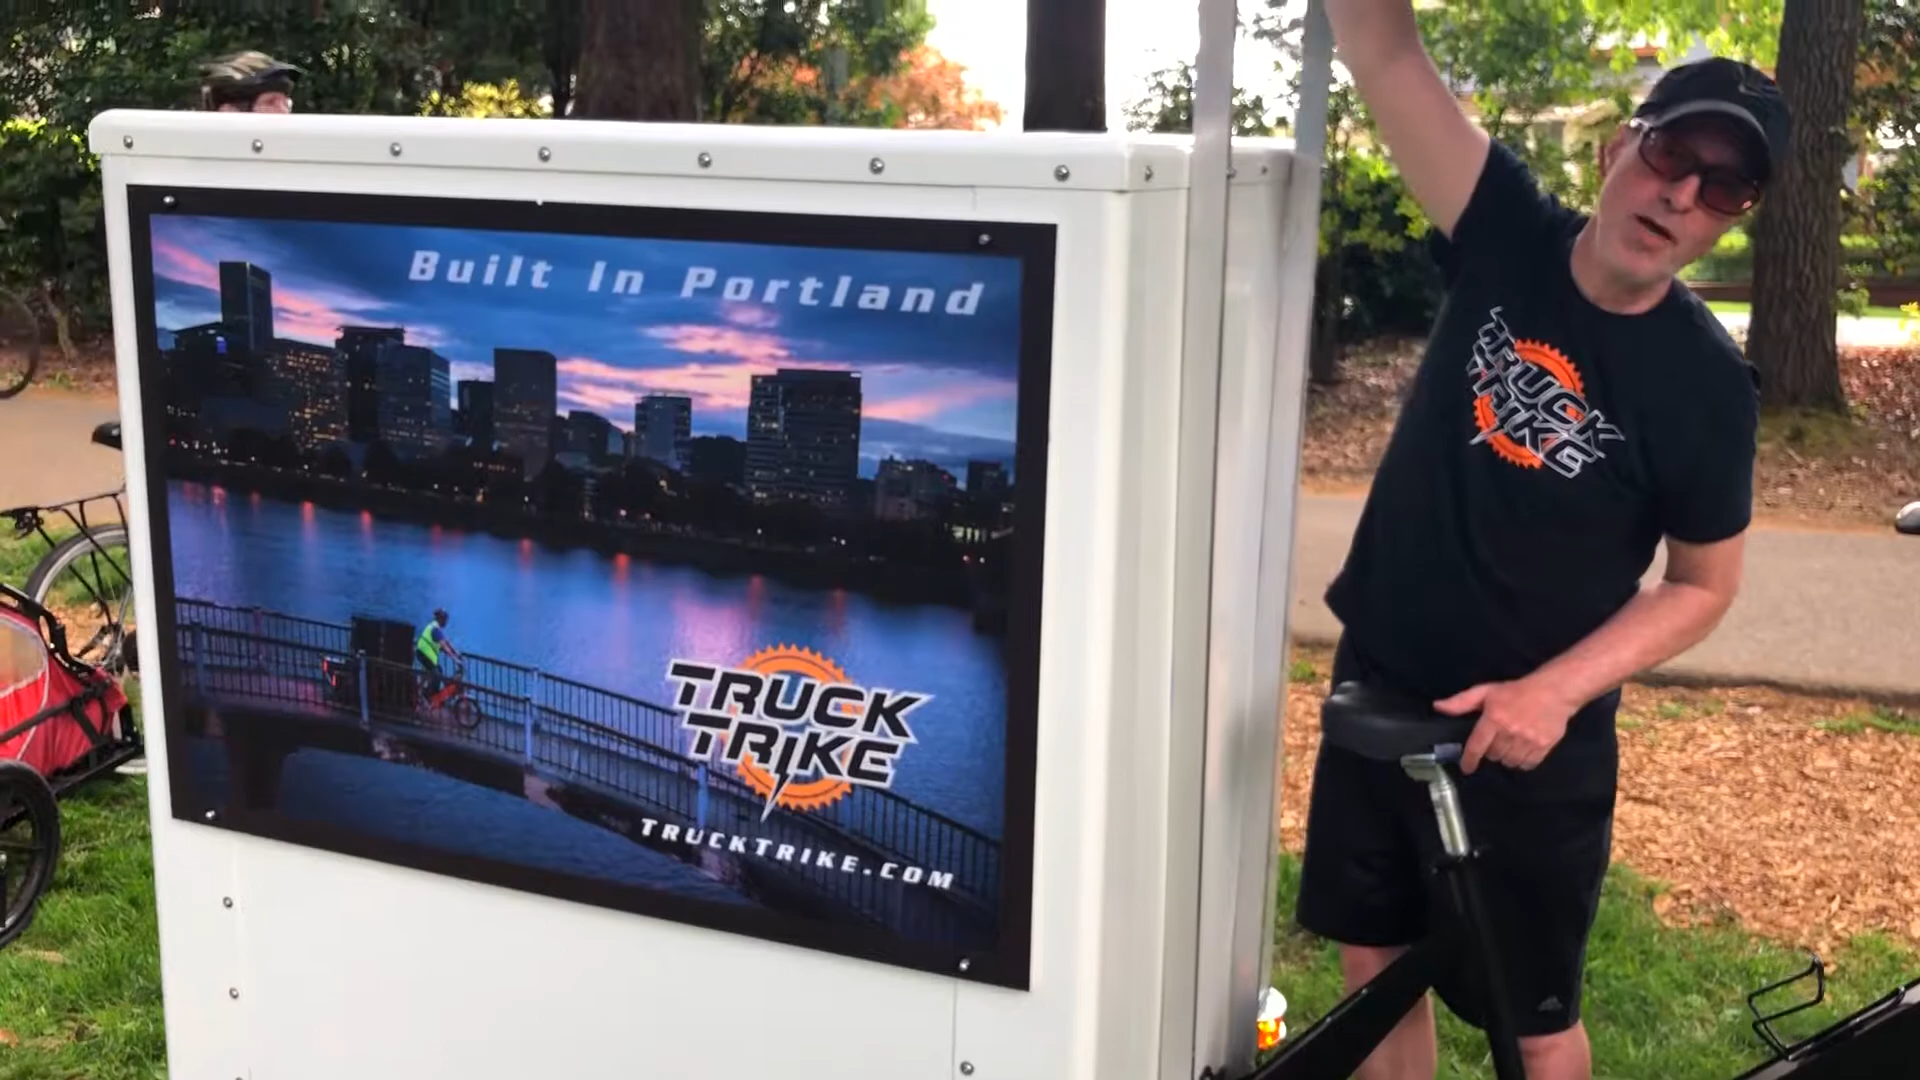 Built In Portland
TRUCK
TRIKE
TRUCKTRIKE.COM
TRUCK
TRIKE